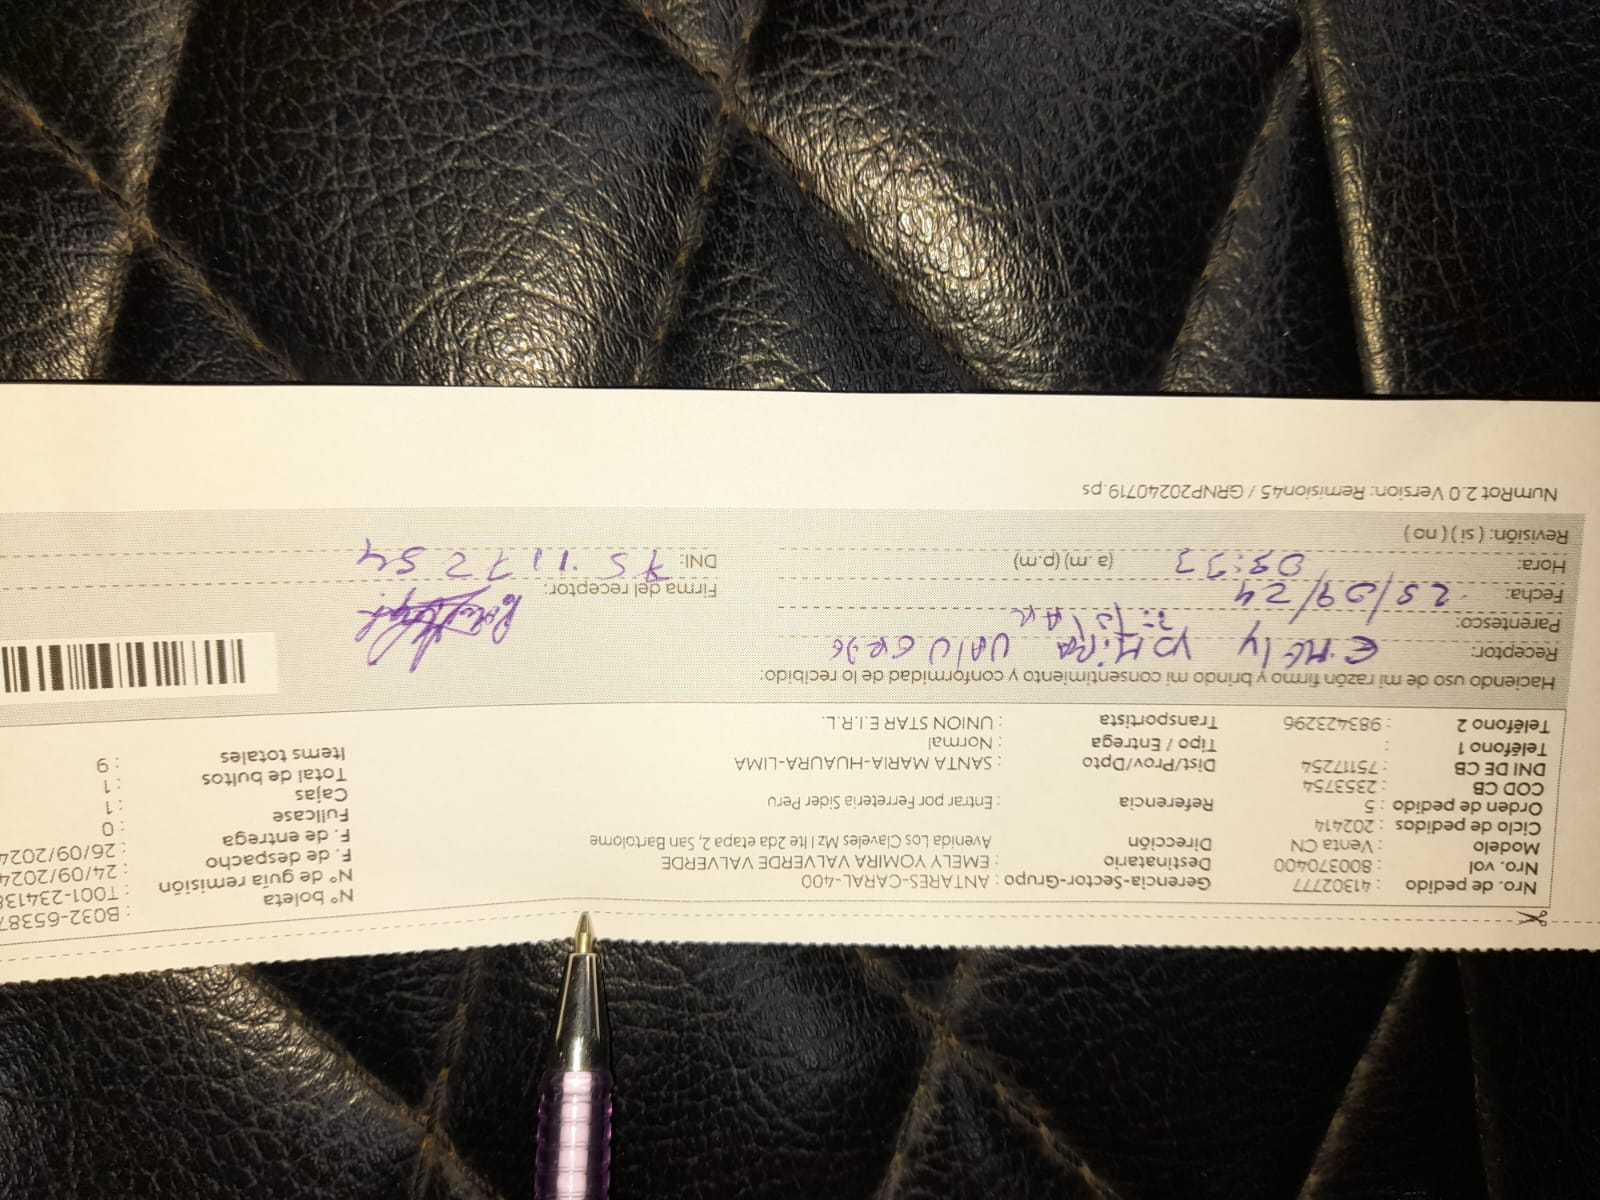 Nro. de pedido : 41302777 Gerencia-Sector-Grupo : ANTARES-CARAL-400 N° boleta : B032-65387
Nro. vol : 800370400 Destinatario : EMELY YOMIRA VALVERDE VALVERDE N° de guía remisión : T001-234138
Modelo : Venta CN Dirección Avenida Los Claveles Mz I lte 2da etapa 2, San Bartolome F. de despacho : 24/09/2024
Ciclo de pedidos : 202414 F. de entrega : 26/09/2024
Orden de pedido : 5 Referencia : Entrar por Ferreteria Sider Peru Fullcase : 0
COD CB : 2353754 Cajas : 1
DNI DE CB : 75117254 Dist/Prov/Dpto : SANTA MARIA-HUAURA-LIMA Total de bultos : 1
Teléfono 1 : Tipo / Entrega : Normal Items totales : 9
Teléfono 2 : 983423296 Transportista : UNION STAR E.I.R.L.
Haciendo uso de mi razón firmo y brindo mi consentimiento y conformidad de lo recibido:
Receptor: EMELY YOMIRA VALVERDE
Parentesco: Titular
Fecha: 25/09/24 Firma del receptor:
Hora: 09:33 (a.m) (p.m) DNI: 75117254
Revisión: ( si ) ( no )
NumRot 2.0 Version: Remision45 / GRNP20240719.ps